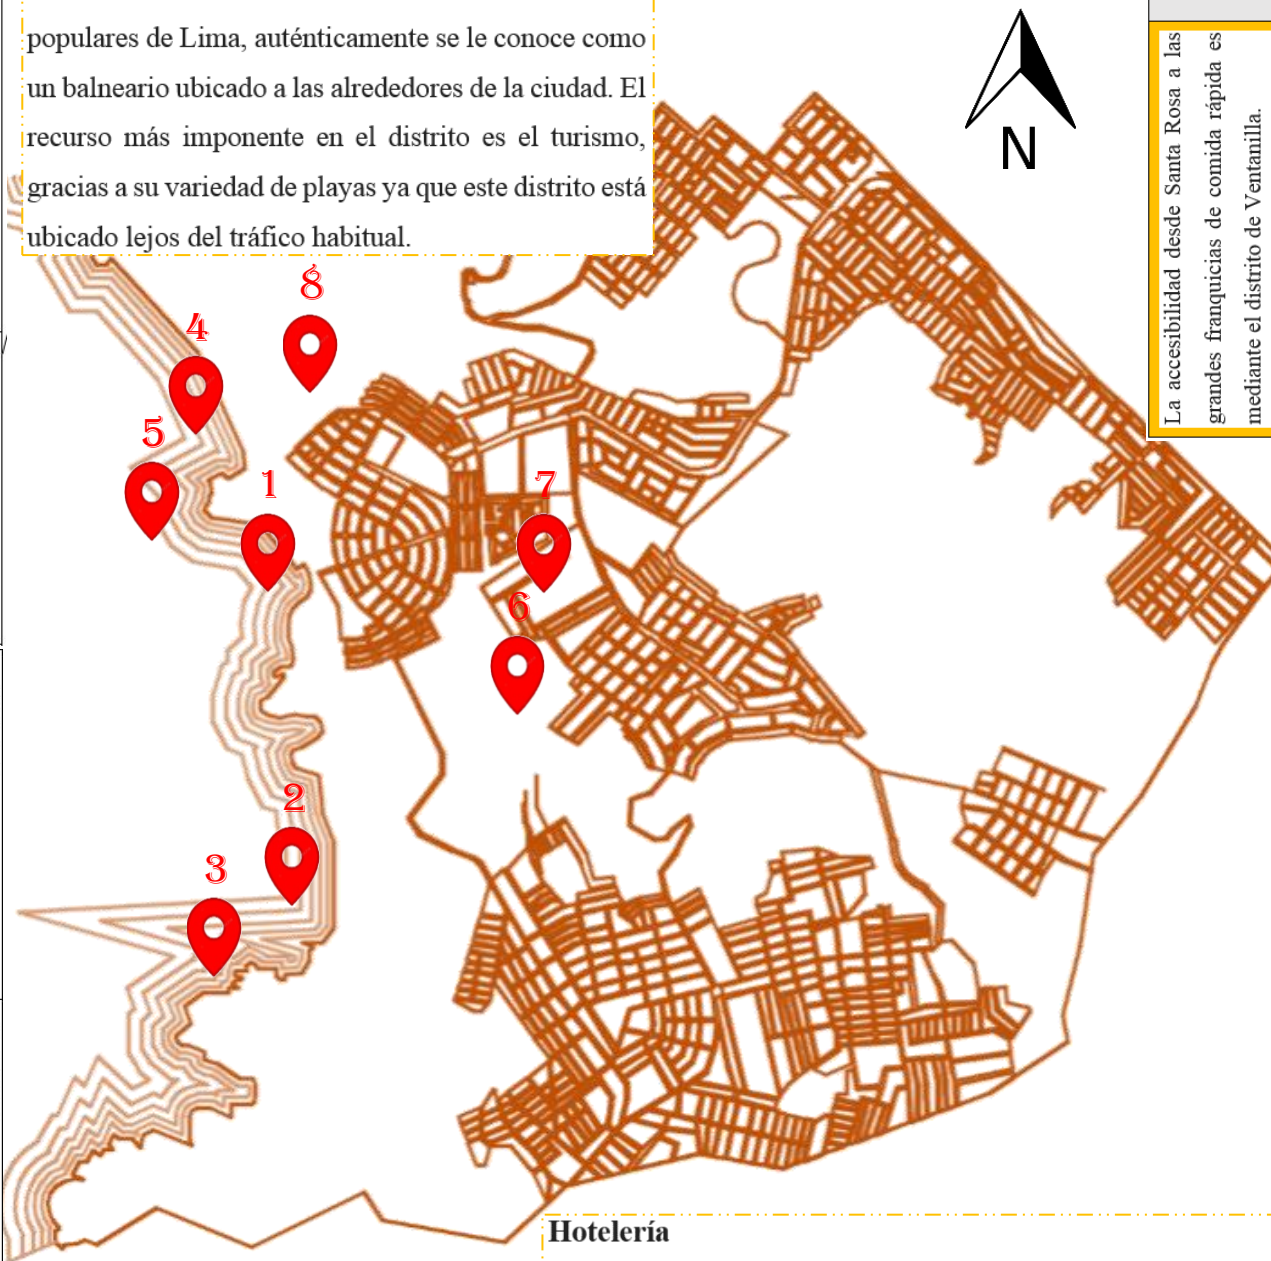 populares de Lima, auténticamente se le conoce como
un balneario ubicado a las alrededores de la ciudad. El
recurso más imponente en el distrito es el turismo,
gracias a su variedad de playas ya que este distrito está
ubicado lejos del tráfico habitual.
N
La accesibilidad desde Santa Rosa a las
grandes franquicias de comida rápida es
mediante el distrito de Ventanilla.
8
4
5
1
7
6
2
3
Hotelería